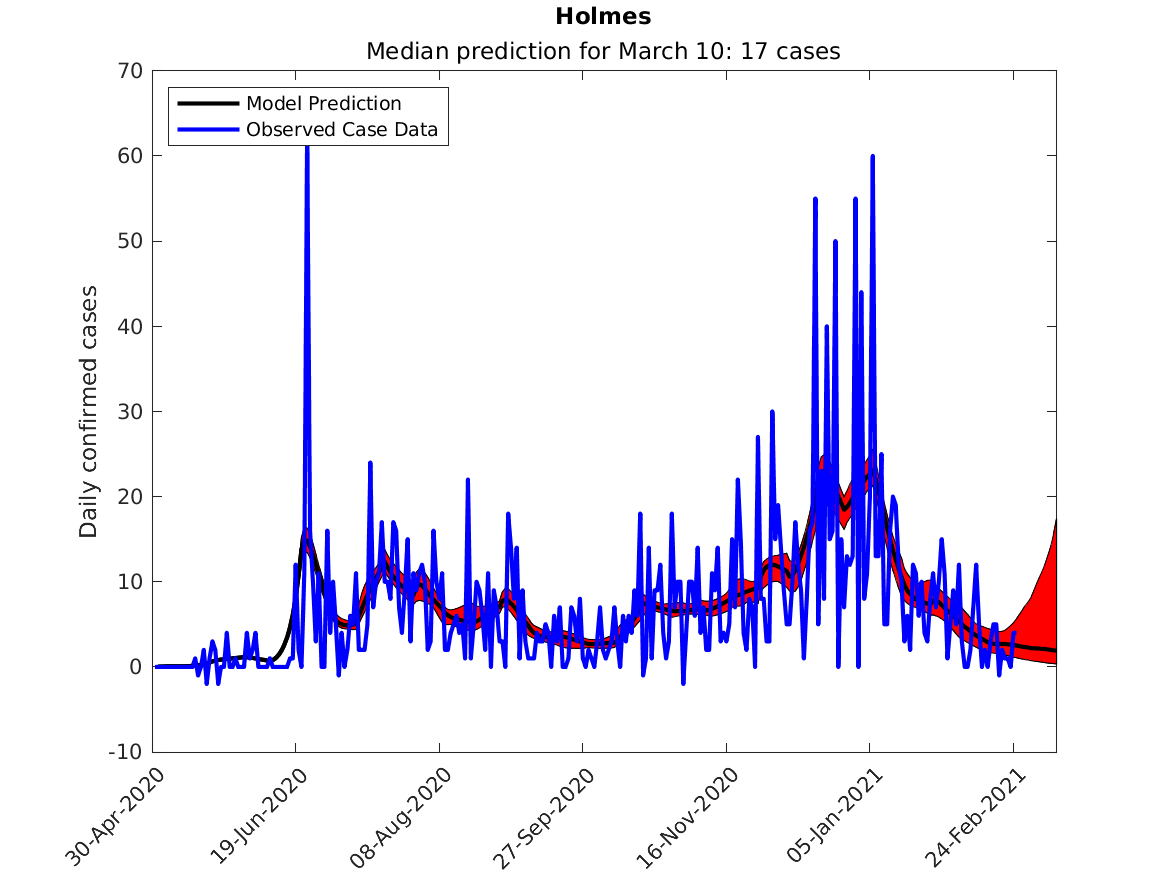 Holmes
Median prediction for March 10: 17 cases
Model Prediction
Observed Case Data
Daily confirmed cases
70
60
50
40
30
20
10
0
-10
30-Apr-2020
19-Jun-2020
08-Aug-2020
27-Sep-2020
16-Nov-2020
05-Jan-2021
24-Feb-2021